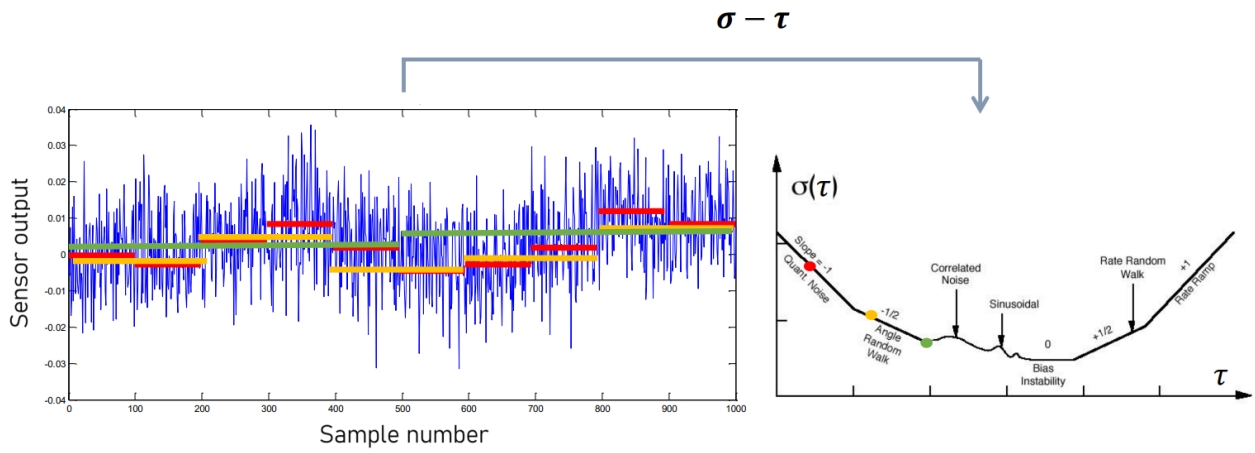 σ − τ
0.04
0.03
0.02
0.01
0
-0.01
-0.02
-0.03
-0.04
Sensor output
0
100
200
300
400
500
600
700
800
900
1000
Sample number
σ(τ)
Slope = -1
Quant. Noise
-1/2
Angle
Random
Walk
Correlated
Noise
Sinusoidal
0
Bias
Instability
+1/2
Rate Random
Walk
+1
Rate Ramp
τ